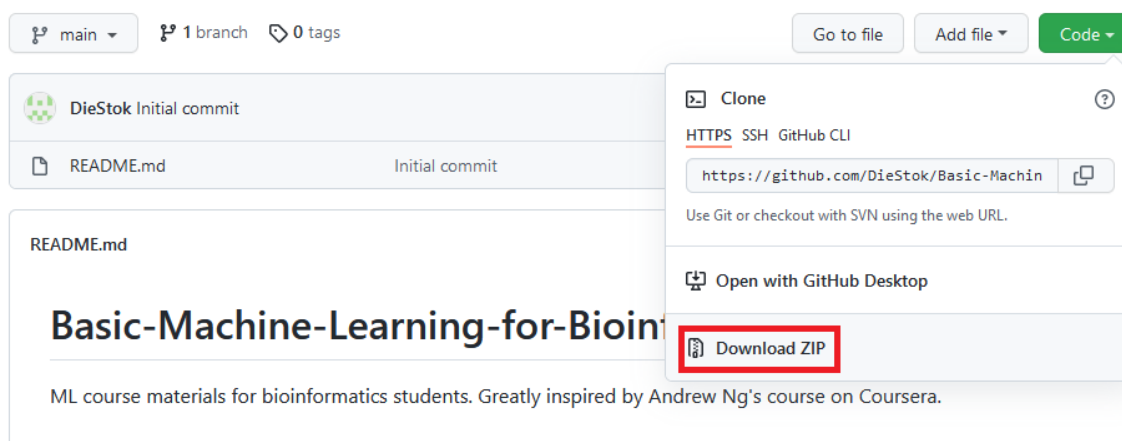 main 1 branch 0 tags Go to file Add file Code
DieStok Initial commit
README.md Initial commit
Clone
HTTPS SSH GitHub CLI
https://github.com/DieStok/Basic-Machin
Use Git or checkout with SVN using the web URL.
Open with GitHub Desktop
Download ZIP
README.md
Basic-Machine-Learning-for-Bioin
ML course materials for bioinformatics students. Greatly inspired by Andrew Ng's course on Coursera.